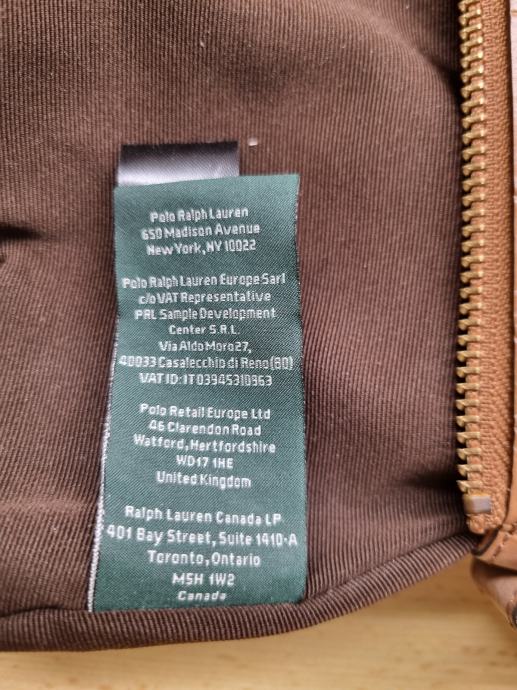 Polo Ralph Lauren
650 Madison Avenue
New York, NY 10022
Polo Ralph Lauren Europe Sarl
c/o VAT Representative
PRL Sample Development
Center S.R.L.
Via Aldo Moro 27,
40033 Casalecchio di Reno (BO)
VAT ID: IT03945310963
Polo Retail Europe Ltd
46 Clarendon Road
Watford, Hertfordshire
WD17 1HE
United Kingdom
Ralph Lauren Canada LP
401 Bay Street, Suite 1410-A
Toronto, Ontario
M5H 1W2
Canada